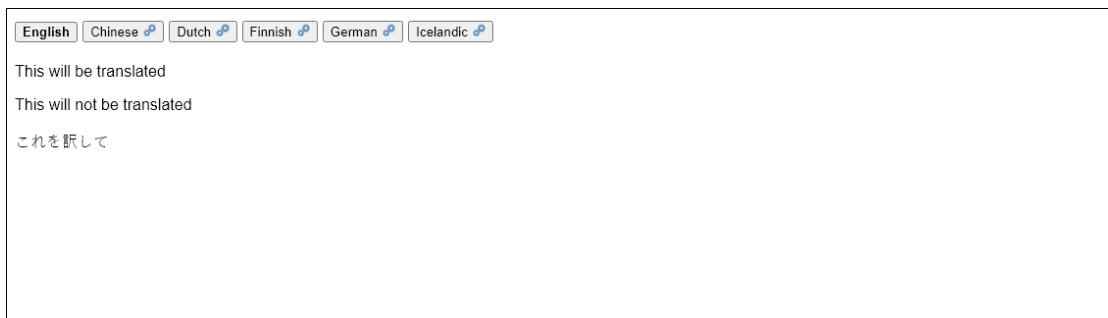 English Chinese Dutch Finnish German Icelandic
This will be translated
This will not be translated
これを訳して